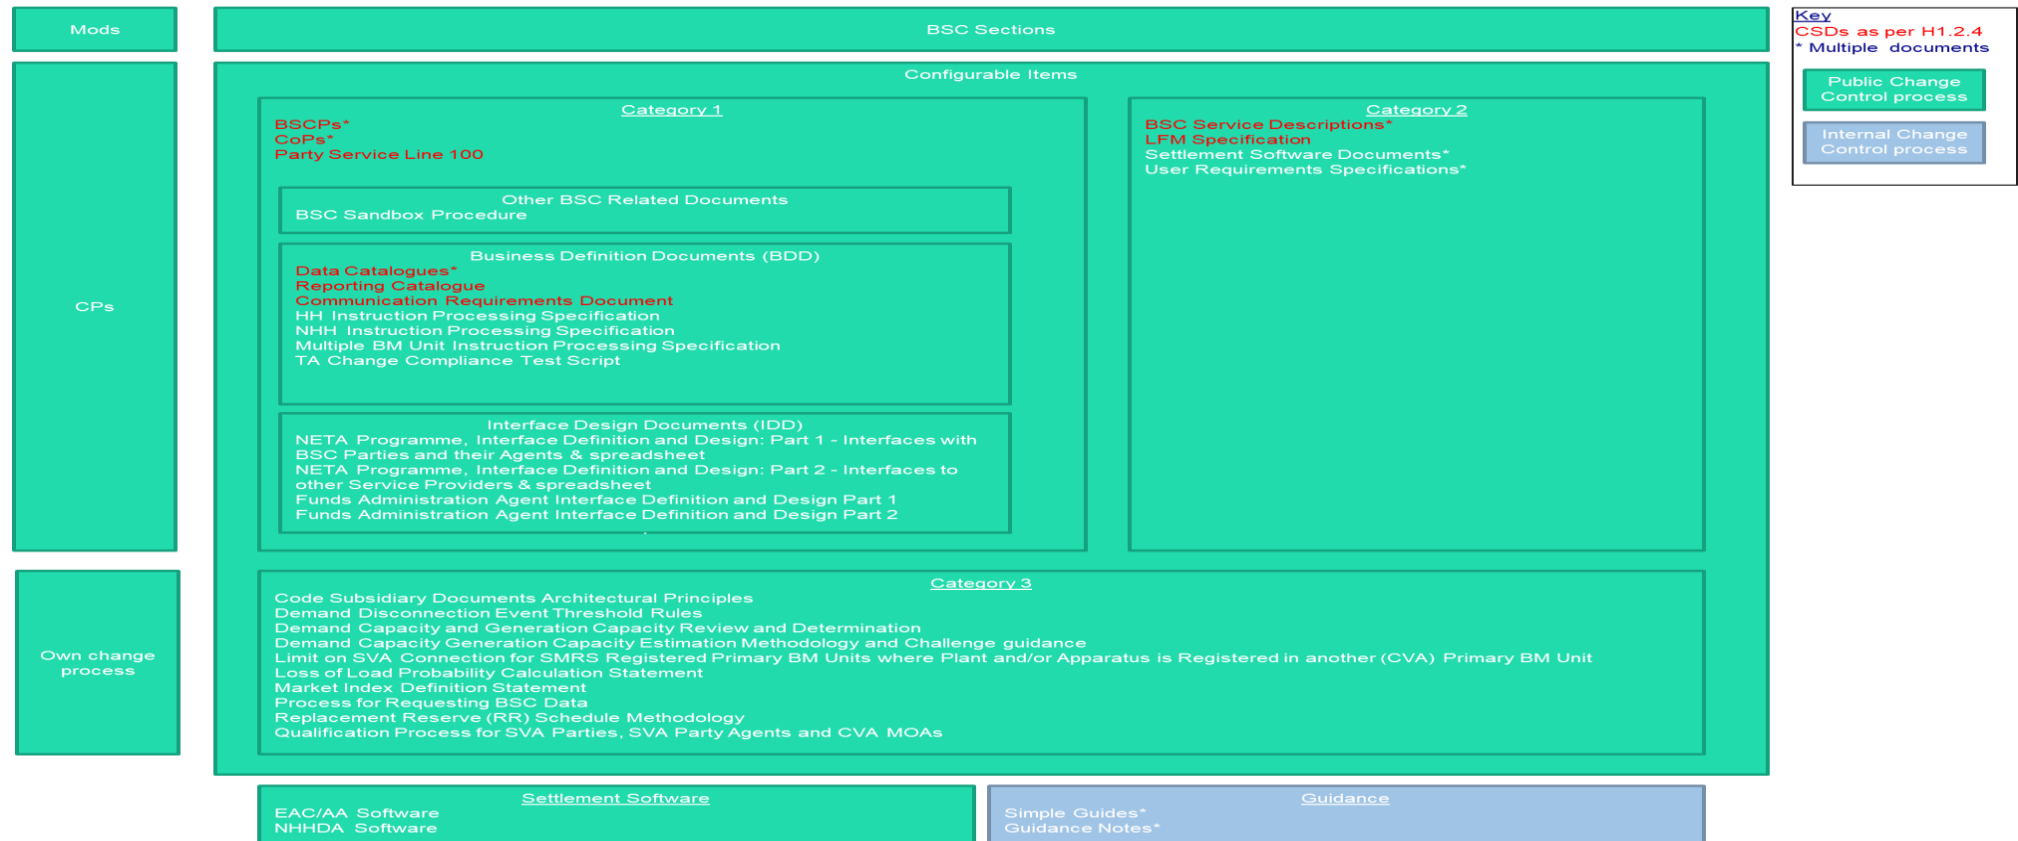 Mods
BSC Sections
Key
CSDs as per H1.2.4
* Multiple documents
Public Change
Control process
Internal Change
Control process
CPs
Configurable Items
Category 1
BSCPs*
CoPs*
Party Service Line 100
Other BSC Related Documents
BSC Sandbox Procedure
Business Definition Documents (BDD)
Data Catalogues*
Reporting Catalogue
Communication Requirements Document
HH Instruction Processing Specification
NHH Instruction Processing Specification
Multiple BM Unit Instruction Processing Specification
TA Change Compliance Test Script
Interface Design Documents (IDD)
NETA Programme, Interface Definition and Design: Part 1 - Interfaces with
BSC Parties and their Agents & spreadsheet
NETA Programme, Interface Definition and Design: Part 2 - Interfaces to
other Service Providers & spreadsheet
Funds Administration Agent Interface Definition and Design Part 1
Funds Administration Agent Interface Definition and Design Part 2
.
Category 2
BSC Service Descriptions*
LFM Specification
Settlement Software Documents*
User Requirements Specifications*
Own change
process
Category 3
Code Subsidiary Documents Architectural Principles
Demand Disconnection Event Threshold Rules
Demand Capacity and Generation Capacity Review and Determination
Demand Capacity Generation Capacity Estimation Methodology and Challenge guidance
Limit on SVA Connection for SMRS Registered Primary BM Units where Plant and/or Apparatus is Registered in another (CVA) Primary BM Unit
Loss of Load Probability Calculation Statement
Market Index Definition Statement
Process for Requesting BSC Data
Replacement Reserve (RR) Schedule Methodology
Qualification Process for SVA Parties, SVA Party Agents and CVA MOAs
Settlement Software
EAC/AA Software
NHHDA Software
Guidance
Simple Guides*
Guidance Notes*